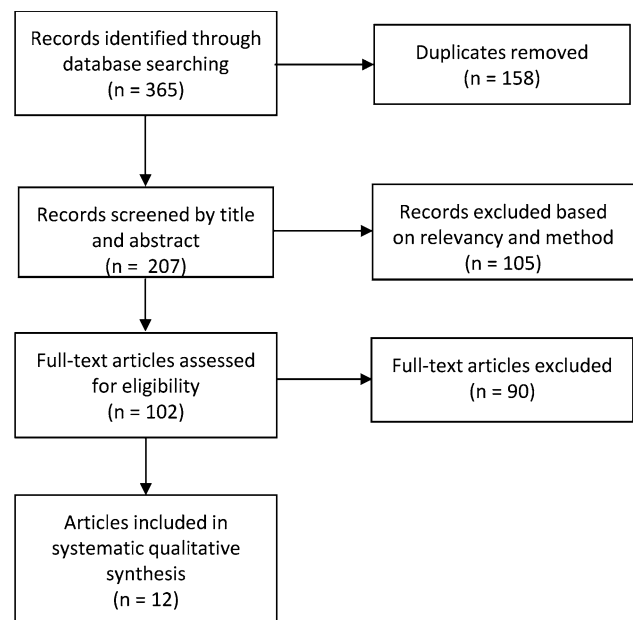 Records identified through
database searching
(n = 365)
Duplicates removed
(n = 158)
Records screened by title
and abstract
(n = 207)
Records excluded based
on relevancy and method
(n = 105)
Full-text articles assessed
for eligibility
(n = 102)
Full-text articles excluded
(n = 90)
Articles included in
systematic qualitative
synthesis
(n = 12)